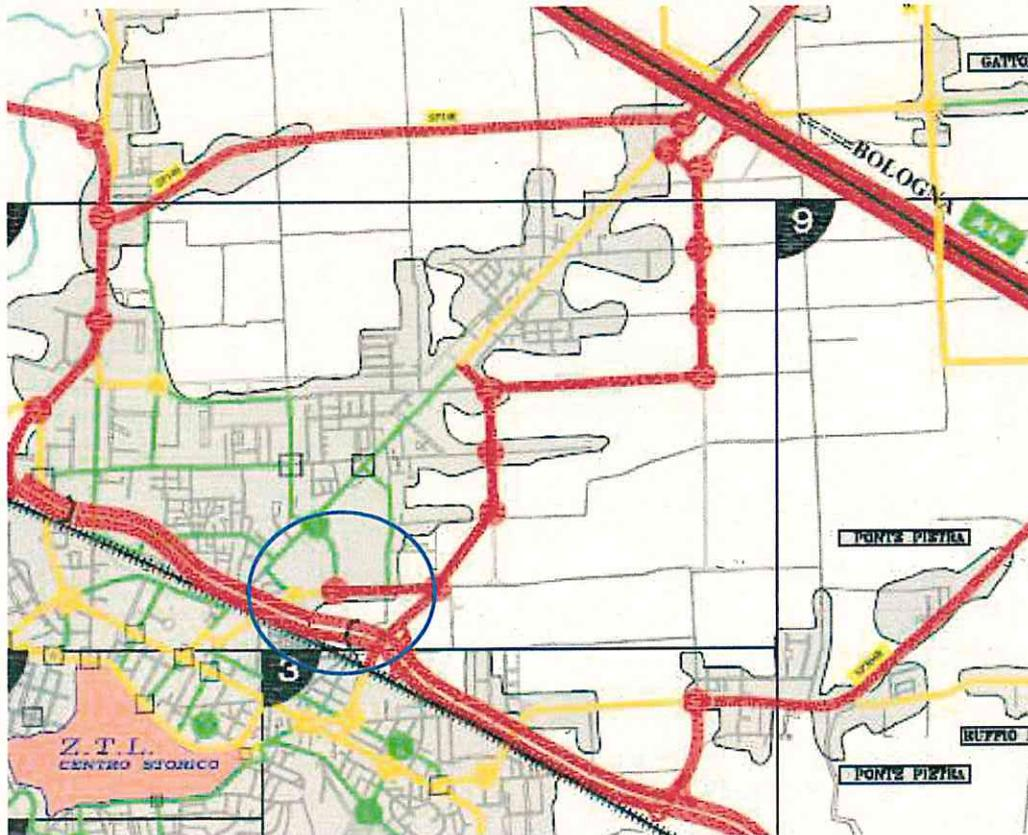 GATTO
BOLOGNA
9
PONTE PIETRA
3
Z.T.L.
CENTRO STORICO
RUFFIO
PONTE PIETRA